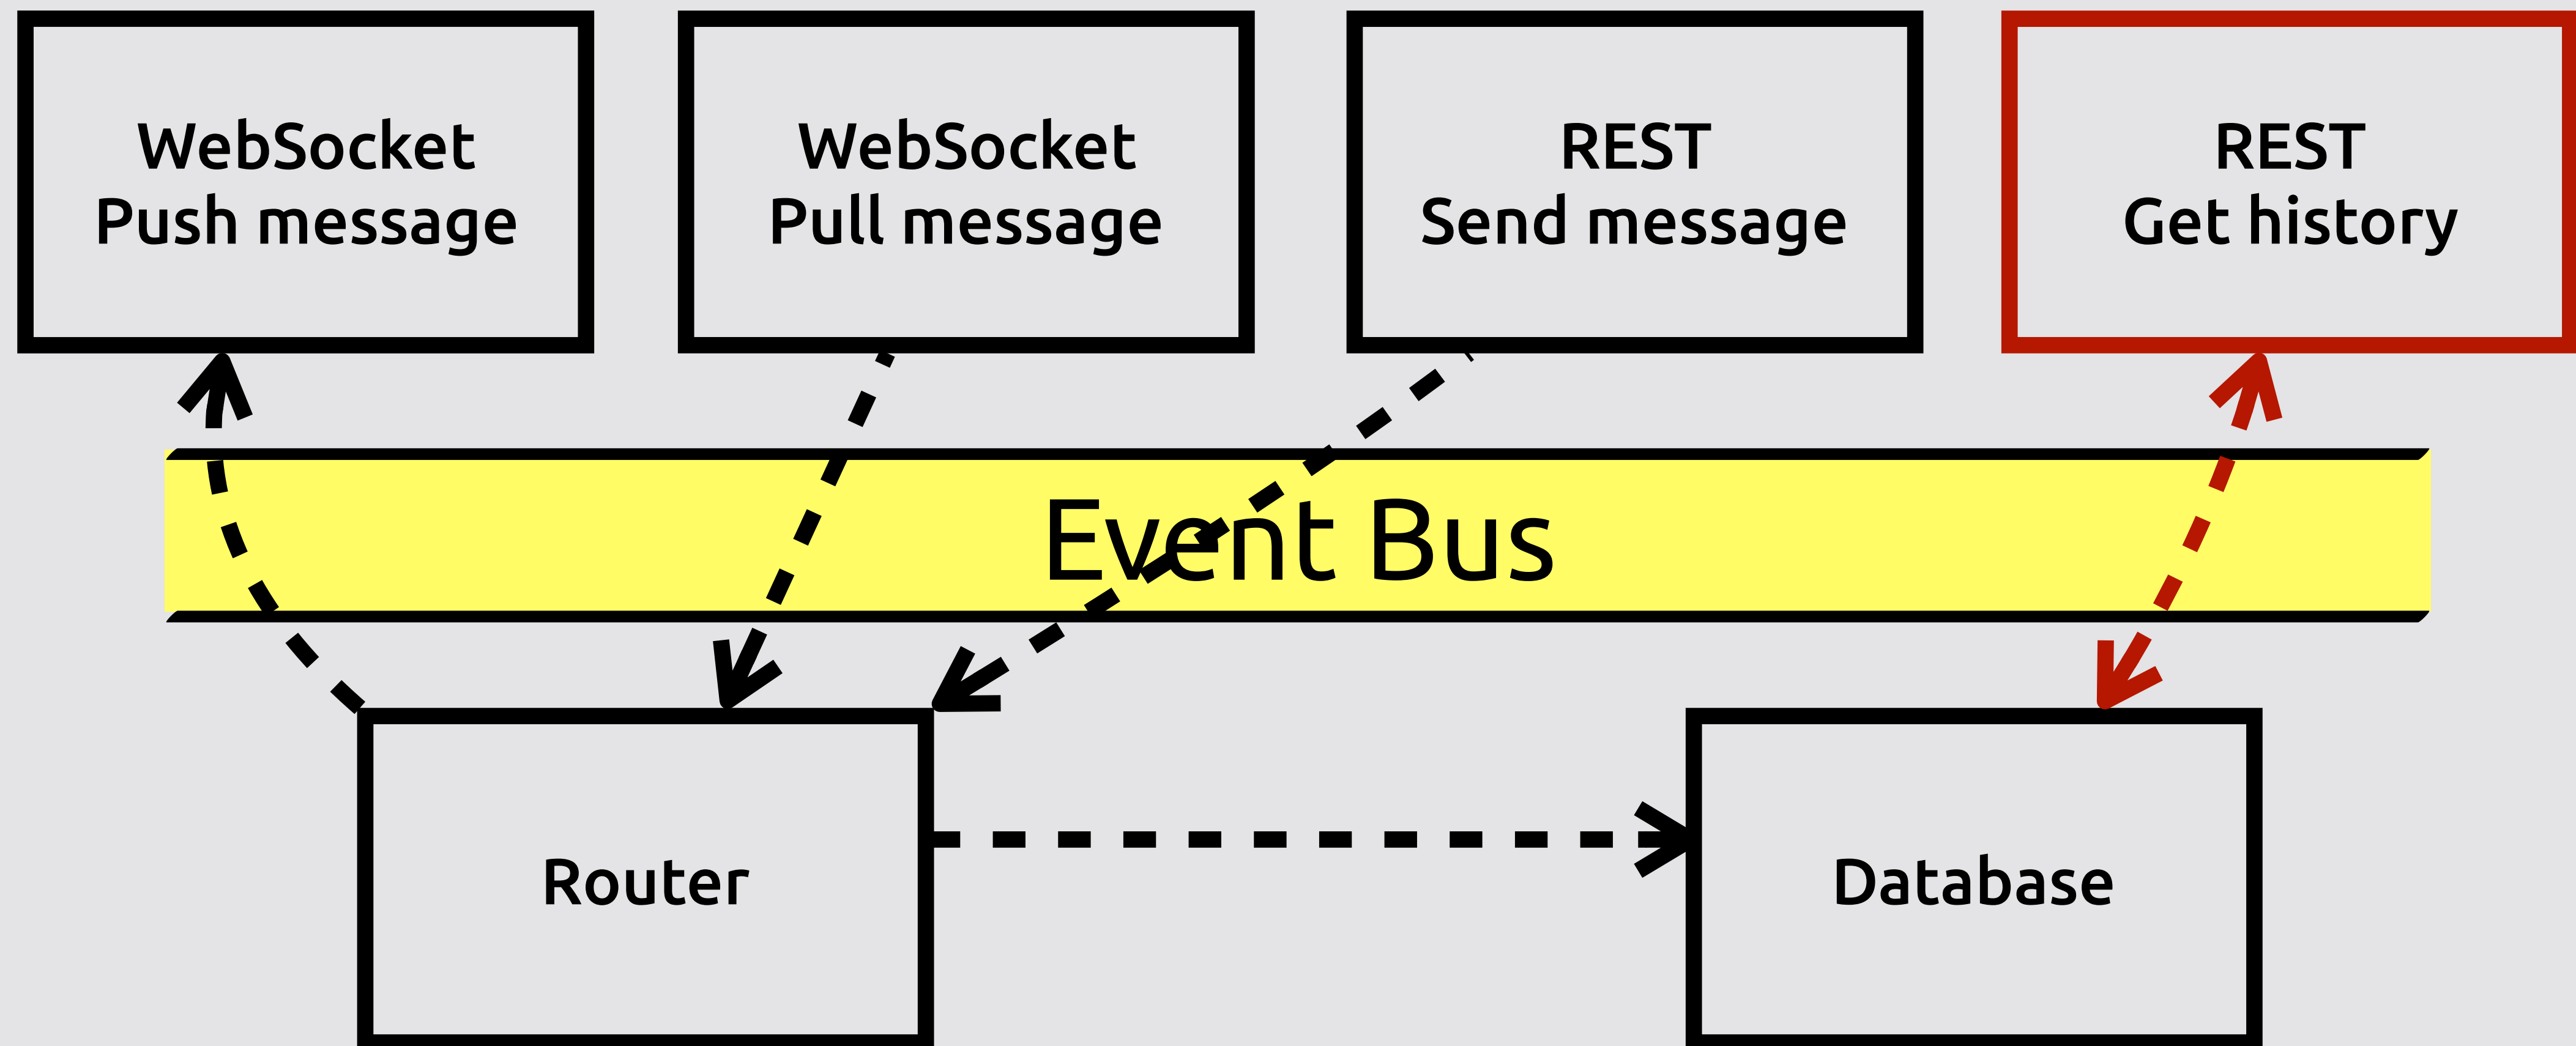 WebSocket
Push message
WebSocket
Pull message
REST
Send message
REST
Get history
Event Bus
Router
Database